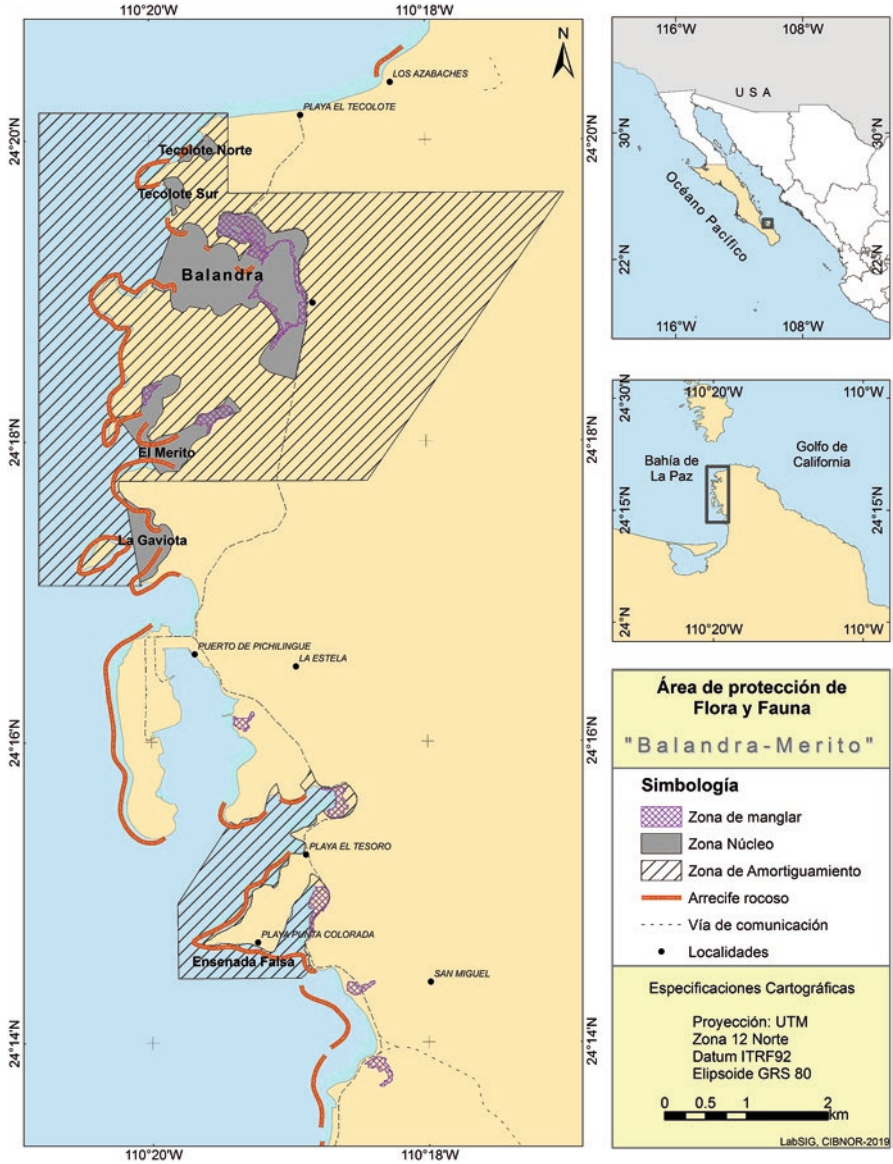 110°20'W
110°18'W
N
LOS AZABACHES
PLAYA EL TECOLOTE
24°20'N
24°20'N
Tecolote Norte
Tecolote Sur
Balandra
24°18'N
24°18'N
El Merito
La Gaviota
PUERTO DE PICHILINGUE
LA ESTELA
24°16'N
24°16'N
PLAYA EL TESORO
PLAYA PUNTA COLORADA
Ensenada Falsa
SAN MIGUEL
24°14'N
24°14'N
110°20'W
110°18'W
116°W
108°W
USA
30°N
30°N
Océano Pacífico
22°N
22°N
116°W
108°W
110°20'W
110°W
24°30'N
24°30'N
Bahía de
La Paz
Golfo de
California
24°15'N
24°15'N
24°N
24°N
110°20'W
110°W
Área de protección de
Flora y Fauna
"Balandra-Merito"
Simbología
Zona de manglar
Zona Núcleo
Zona de Amortiguamiento
Arrecife rocoso
Vía de comunicación
Localidades
Especificaciones Cartográficas
Proyección: UTM
Zona 12 Norte
Datum ITRF92
Elipsoide GRS 80
0 0.5 1 2
km
LabSIG, CIBNOR-2019